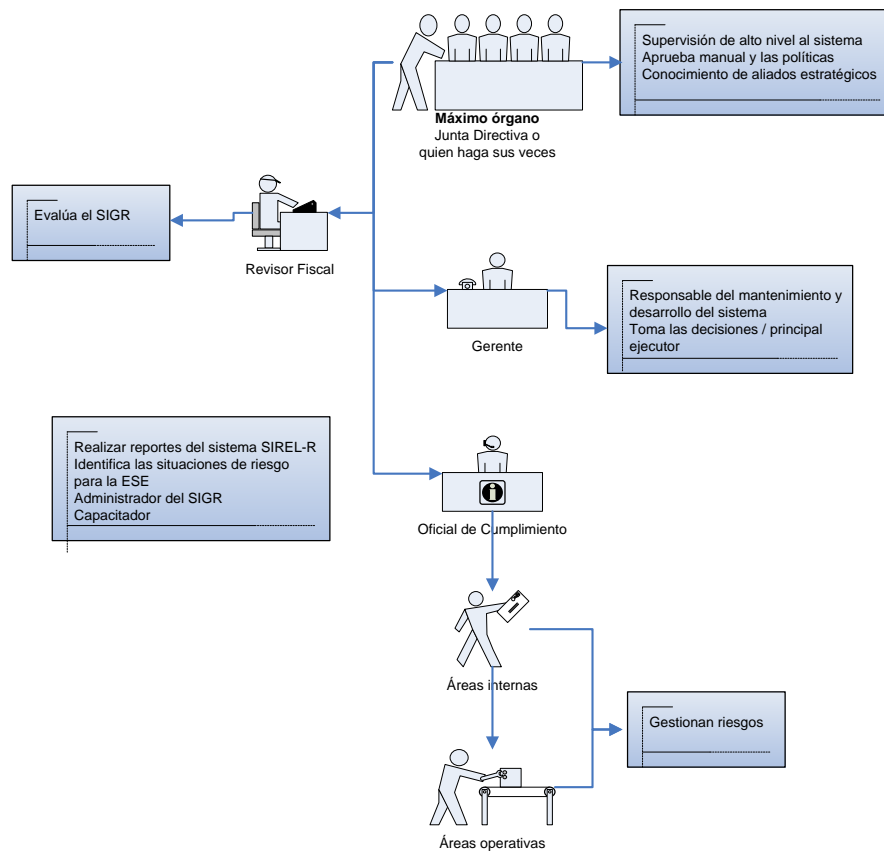 Supervisión de alto nivel al sistema
Aprueba manual y las políticas
Conocimiento de aliados estratégicos
Máximo órgano
Junta Directiva o
quien haga sus veces
Evalúa el SIGR
Revisor Fiscal
Responsable del mantenimiento y
desarrollo del sistema
Toma las decisiones / principal
ejecutor
Gerente
Realizar reportes del sistema SIREL-R
Identifica las situaciones de riesgo
para la ESE
Administrador del SIGR
Capacitador
Oficial de Cumplimiento
Áreas internas
Gestionan riesgos
Áreas operativas